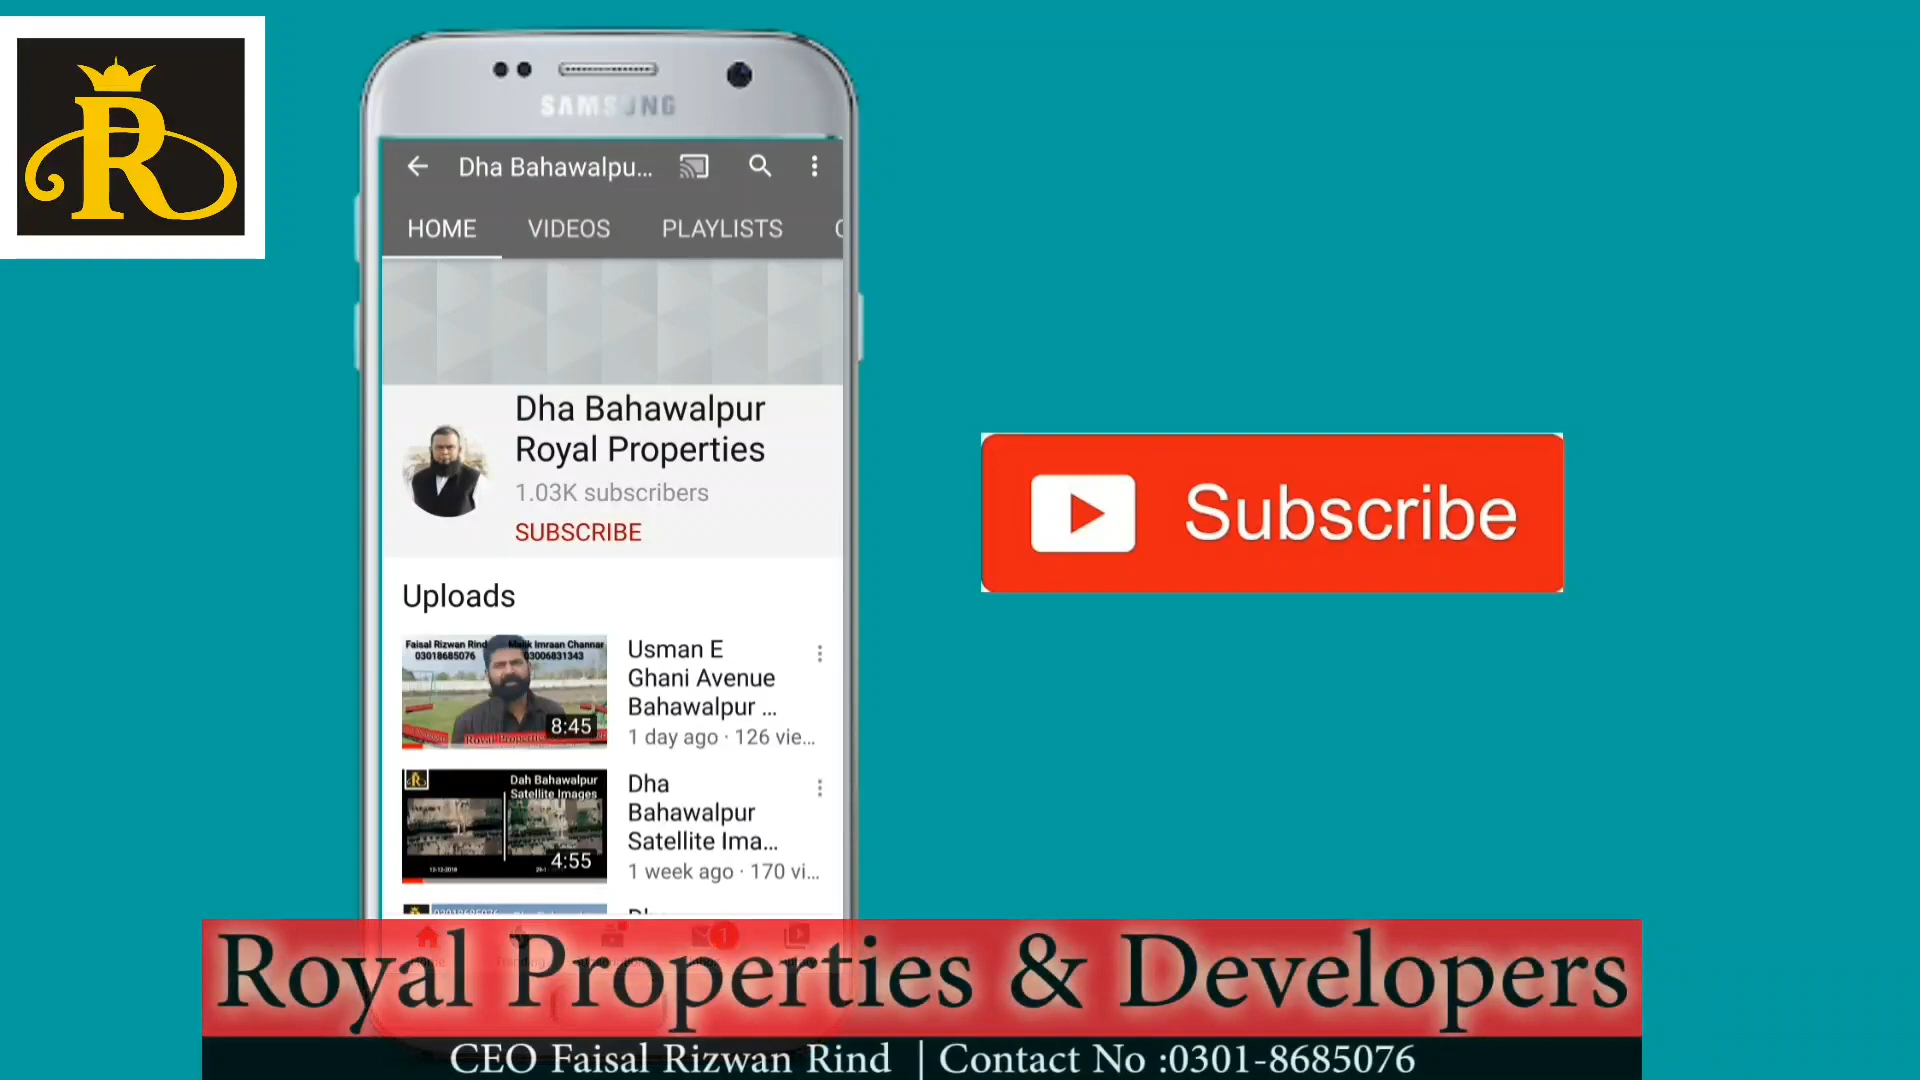 R
SAMSUNG
Dha Bahawalpu...
HOME VIDEOS PLAYLISTS
Dha Bahawalpur
Royal Properties
1.03K subscribers
SUBSCRIBE
Subscribe
Uploads
Faisal Rizwan Rind Malik Imraan Channar
03018685076 03006831343
8:45
Usman E
Ghani Avenue
Bahawalpur ...
1 day ago · 126 vie...
Dah Bahawalpur
Satellite Images
4:55
Dha
Bahawalpur
Satellite Ima...
1 week ago · 170 vi...
Royal Properties & Developers
CEO Faisal Rizwan Rind | Contact No :0301-8685076